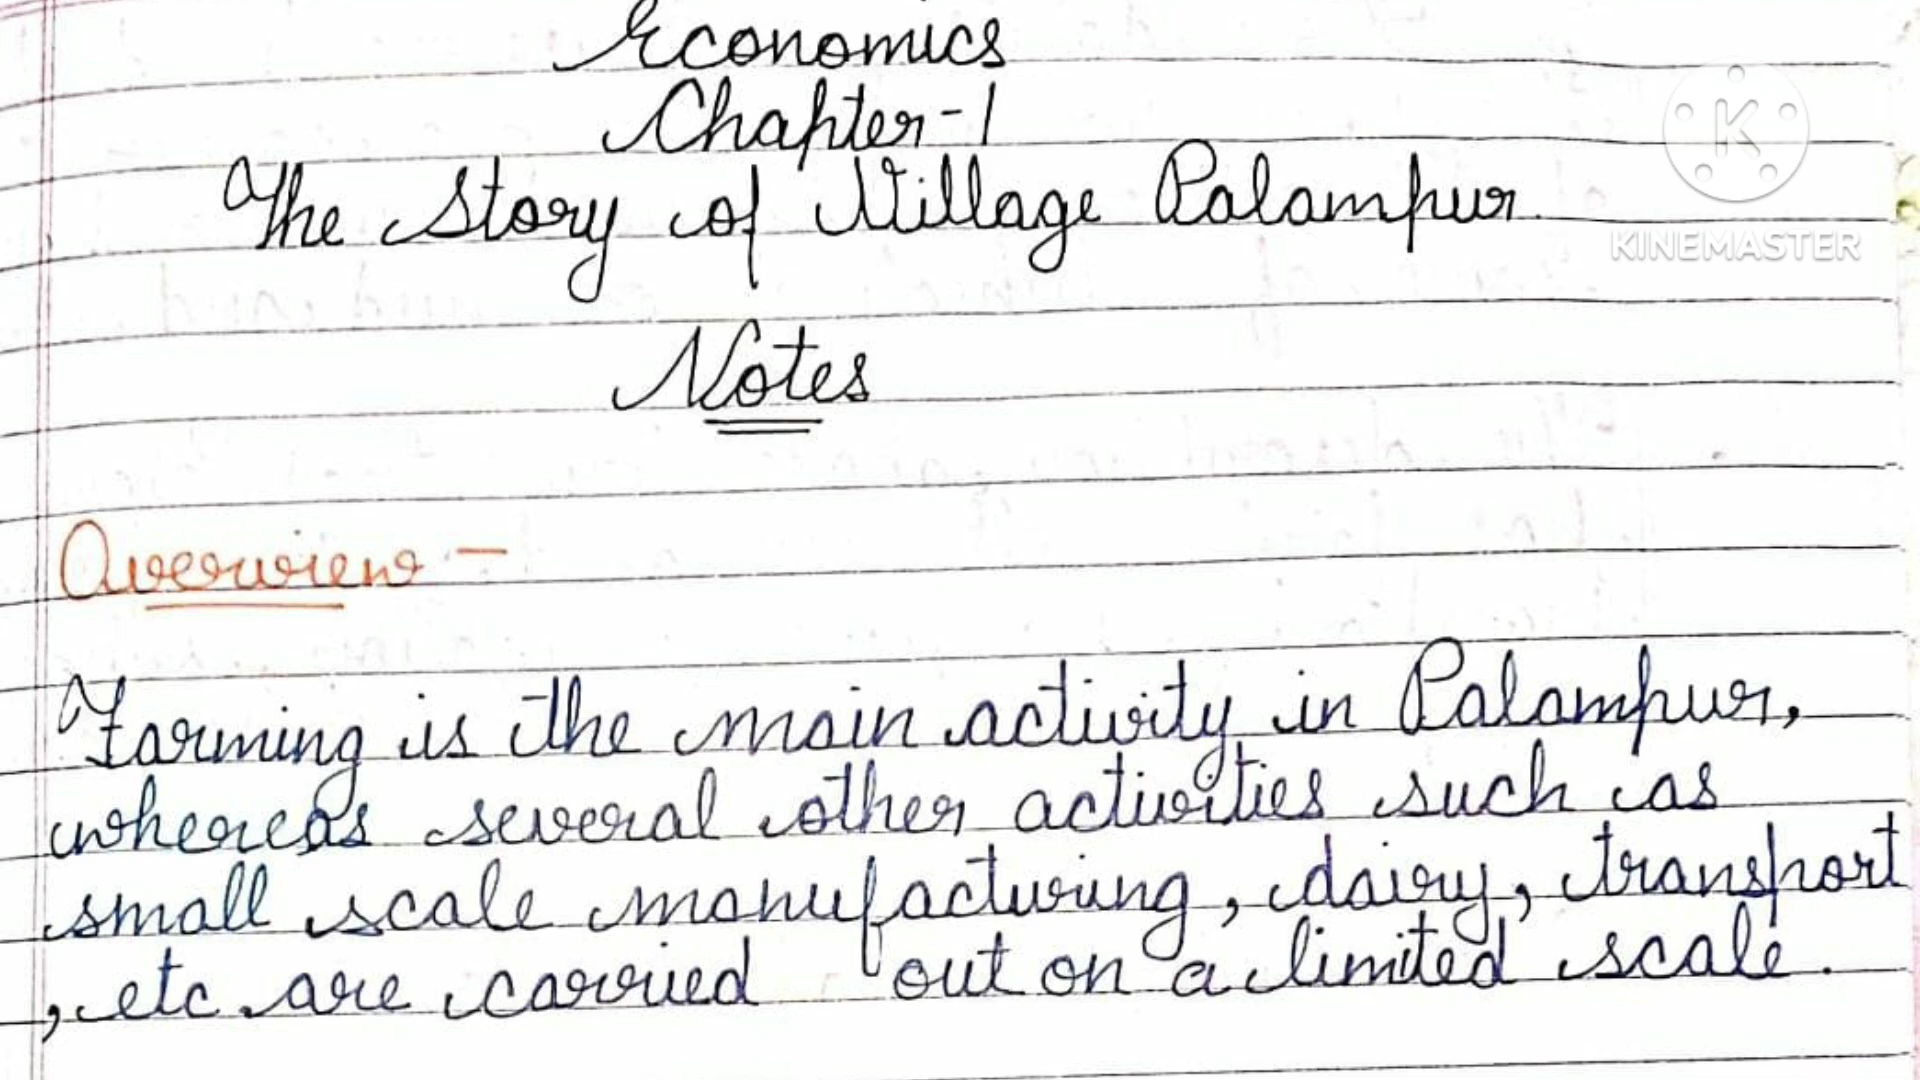 Economics
Chapter-1
The Story of Village Palampur.
Notes
Overview -
Farming is the main activity in Palampur,
whereas several other activities such as
small scale manufacturing, dairy, transport
, etc are carried out on a limited scale.
K
KINEMASTER